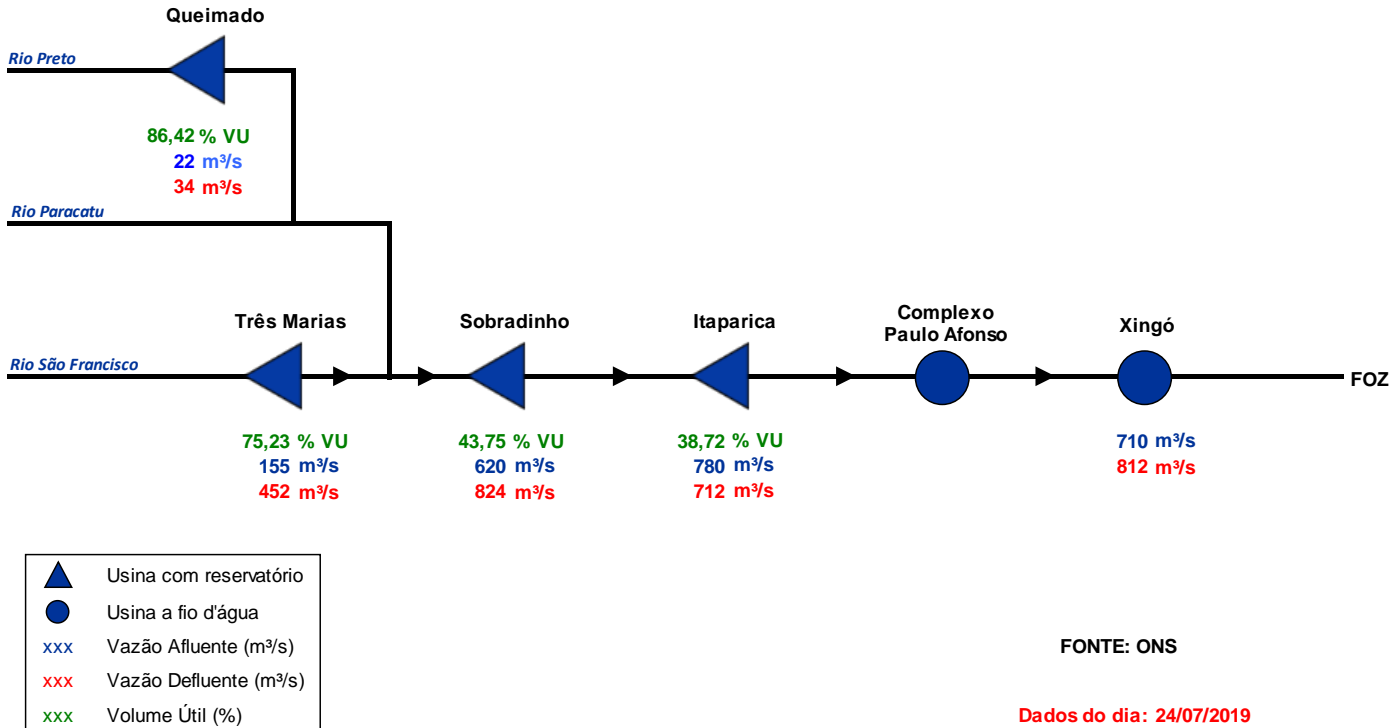 Queimado
Rio Preto
86,42 % VU
22 m³/s
34 m³/s
Rio Paracatu
Três Marias
Sobradinho
Itaparica
Complexo
Paulo Afonso
Xingó
Rio São Francisco
FOZ
75,23 % VU
155 m³/s
452 m³/s
43,75 % VU
620 m³/s
824 m³/s
38,72 % VU
780 m³/s
712 m³/s
710 m³/s
812 m³/s
Usina com reservatório
Usina a fio d'água
xxx Vazão Afluente (m³/s)
xxx Vazão Defluente (m³/s)
xxx Volume Útil (%)
FONTE: ONS
Dados do dia: 24/07/2019